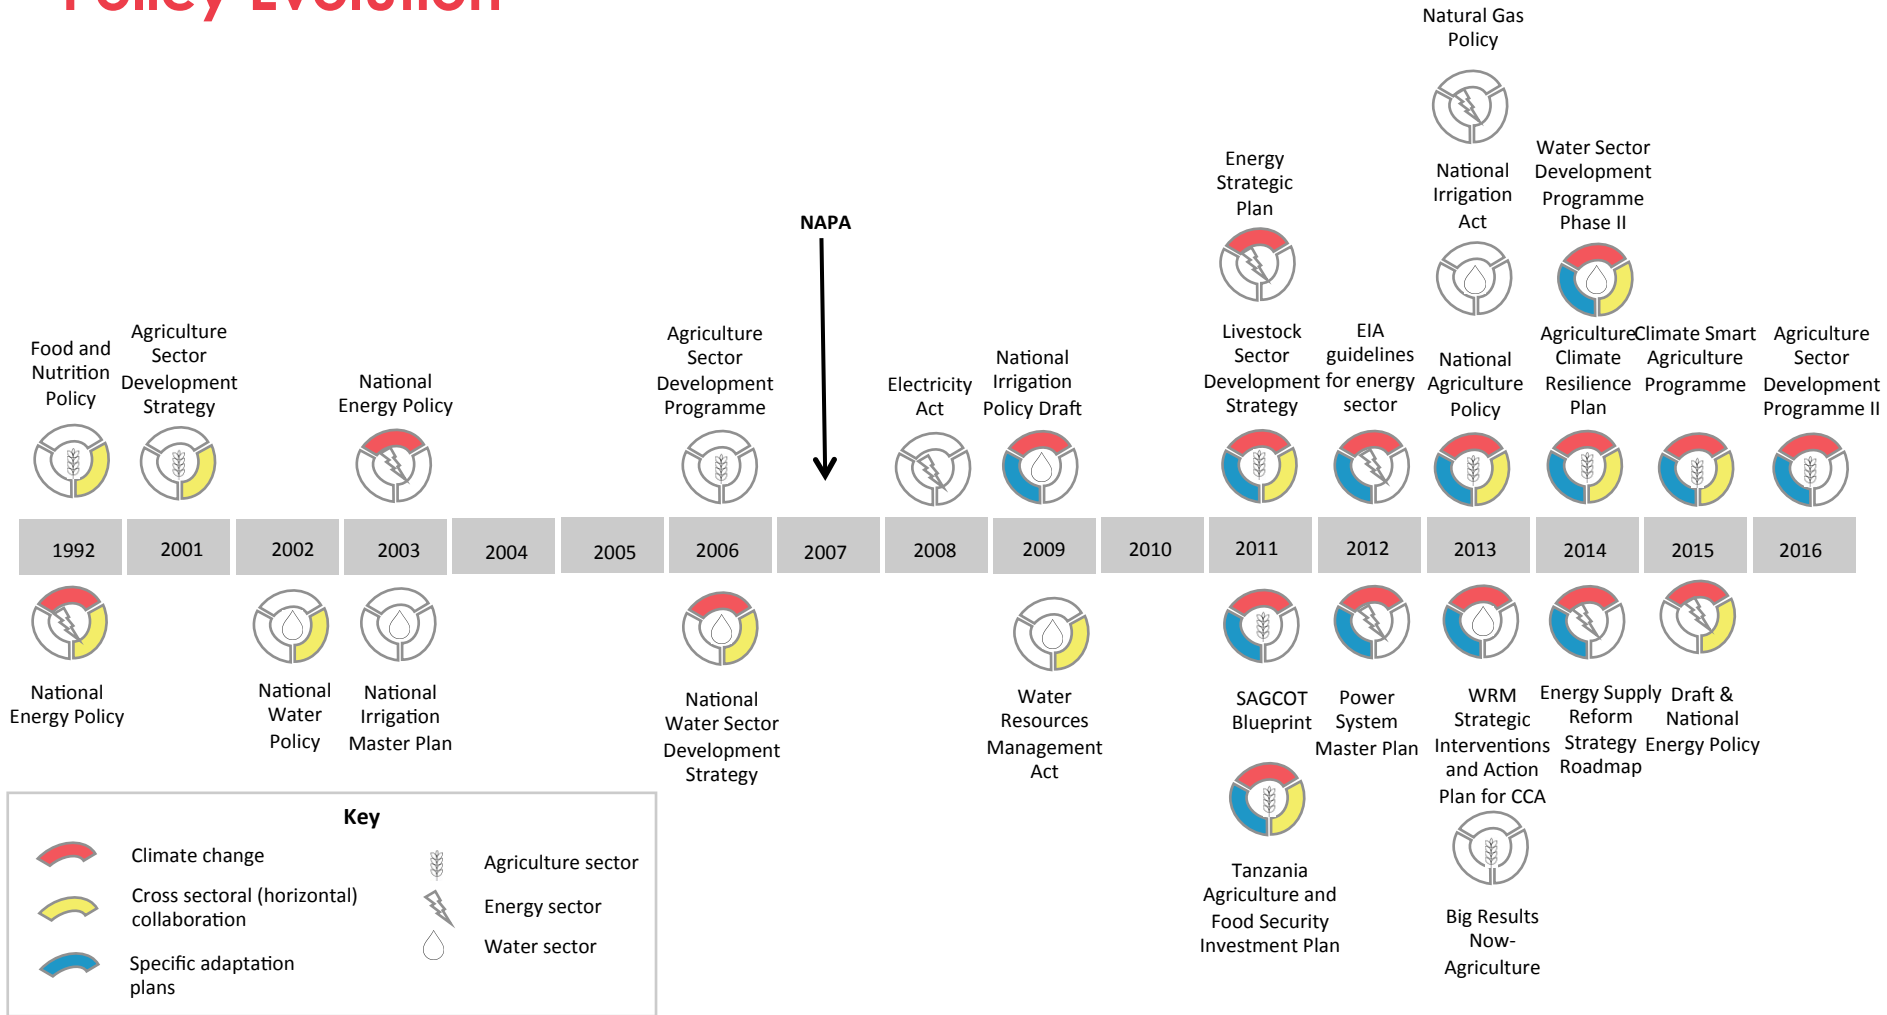 Policy Evolution
Natural Gas
Policy
Energy
Strategic
Plan
National
Irrigation
Act
Water Sector
Development
Programme
Phase II
NAPA
Food and
Nutrition
Policy
Agriculture
Sector
Development
Strategy
National
Energy Policy
Agriculture
Sector
Development
Programme
Electricity
Act
National
Irrigation
Policy Draft
Livestock
Sector
Development
Strategy
EIA
guidelines
for energy
sector
National
Agriculture
Policy
Agriculture
Climate
Resilience
Plan
Climate Smart
Agriculture
Programme
Agriculture
Sector
Development
Programme II
1992
2001
2002
2003
2004
2005
2006
2007
2008
2009
2010
2011
2012
2013
2014
2015
2016
National
Energy Policy
National
Water
Policy
National
Irrigation
Master Plan
National
Water Sector
Development
Strategy
Water
Resources
Management
Act
SAGCOT
Blueprint
Power
System
Master Plan
WRM
Strategic
Interventions
and Action
Plan for CCA
Energy Supply
Reform
Strategy
Roadmap
Draft &
National
Energy Policy
Tanzania
Agriculture and
Food Security
Investment Plan
Big Results
Now-
Agriculture
Key
Climate change
Cross sectoral (horizontal)
collaboration
Specific adaptation
plans
Agriculture sector
Energy sector
Water sector